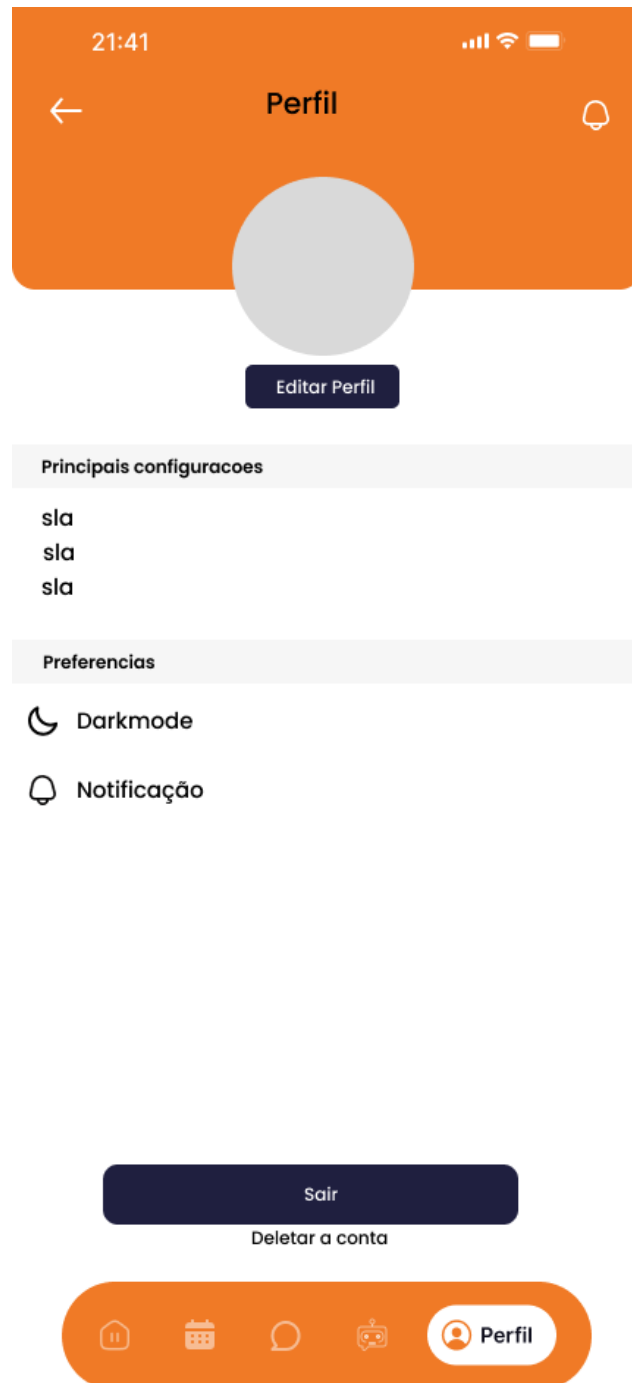 21:41
Perfil
Editar Perfil
Principais configuracoes
sla
sla
sla
Preferencias
Darkmode
Notificação
Sair
Deletar a conta
Perfil